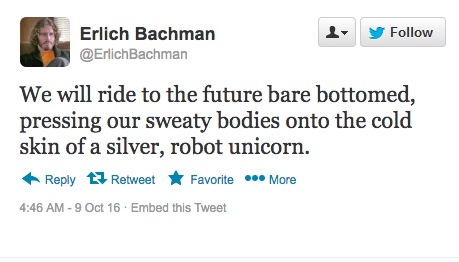 Erlich Bachman
@ErlichBachman
Follow
We will ride to the future bare bottomed,
pressing our sweaty bodies onto the cold
skin of a silver, robot unicorn.
Reply Retweet Favorite More
4:46 AM - 9 Oct 16 · Embed this Tweet